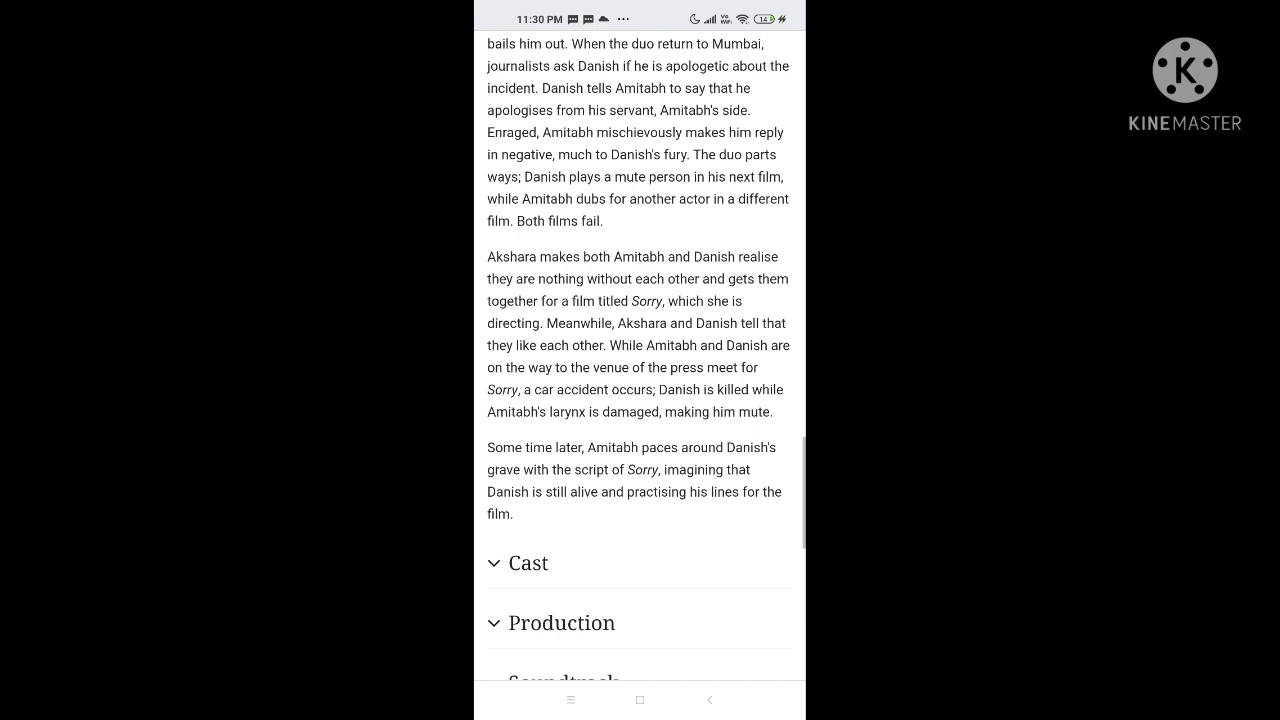 11:30 PM
Vo
WiFi
14
bails him out. When the duo return to Mumbai,
journalists ask Danish if he is apologetic about the
incident. Danish tells Amitabh to say that he
apologises from his servant, Amitabh's side.
Enraged, Amitabh mischievously makes him reply
in negative, much to Danish's fury. The duo parts
ways; Danish plays a mute person in his next film,
while Amitabh dubs for another actor in a different
film. Both films fail.
Akshara makes both Amitabh and Danish realise
they are nothing without each other and gets them
together for a film titled Sorry, which she is
directing. Meanwhile, Akshara and Danish tell that
they like each other. While Amitabh and Danish are
on the way to the venue of the press meet for
Sorry, a car accident occurs; Danish is killed while
Amitabh's larynx is damaged, making him mute.
Some time later, Amitabh paces around Danish's
grave with the script of Sorry, imagining that
Danish is still alive and practising his lines for the
film.
Cast
Production
Soundtrack
K
KINEMASTER